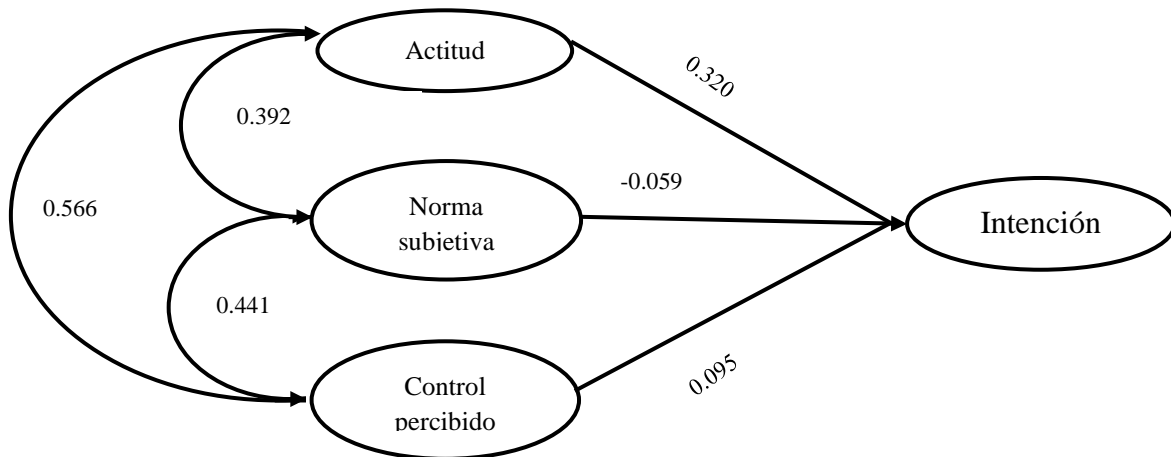 Actitud
0.320
0.392
-0.059
0.566
Norma
subjetiva
Intención
0.441
Control
percibido
0.095